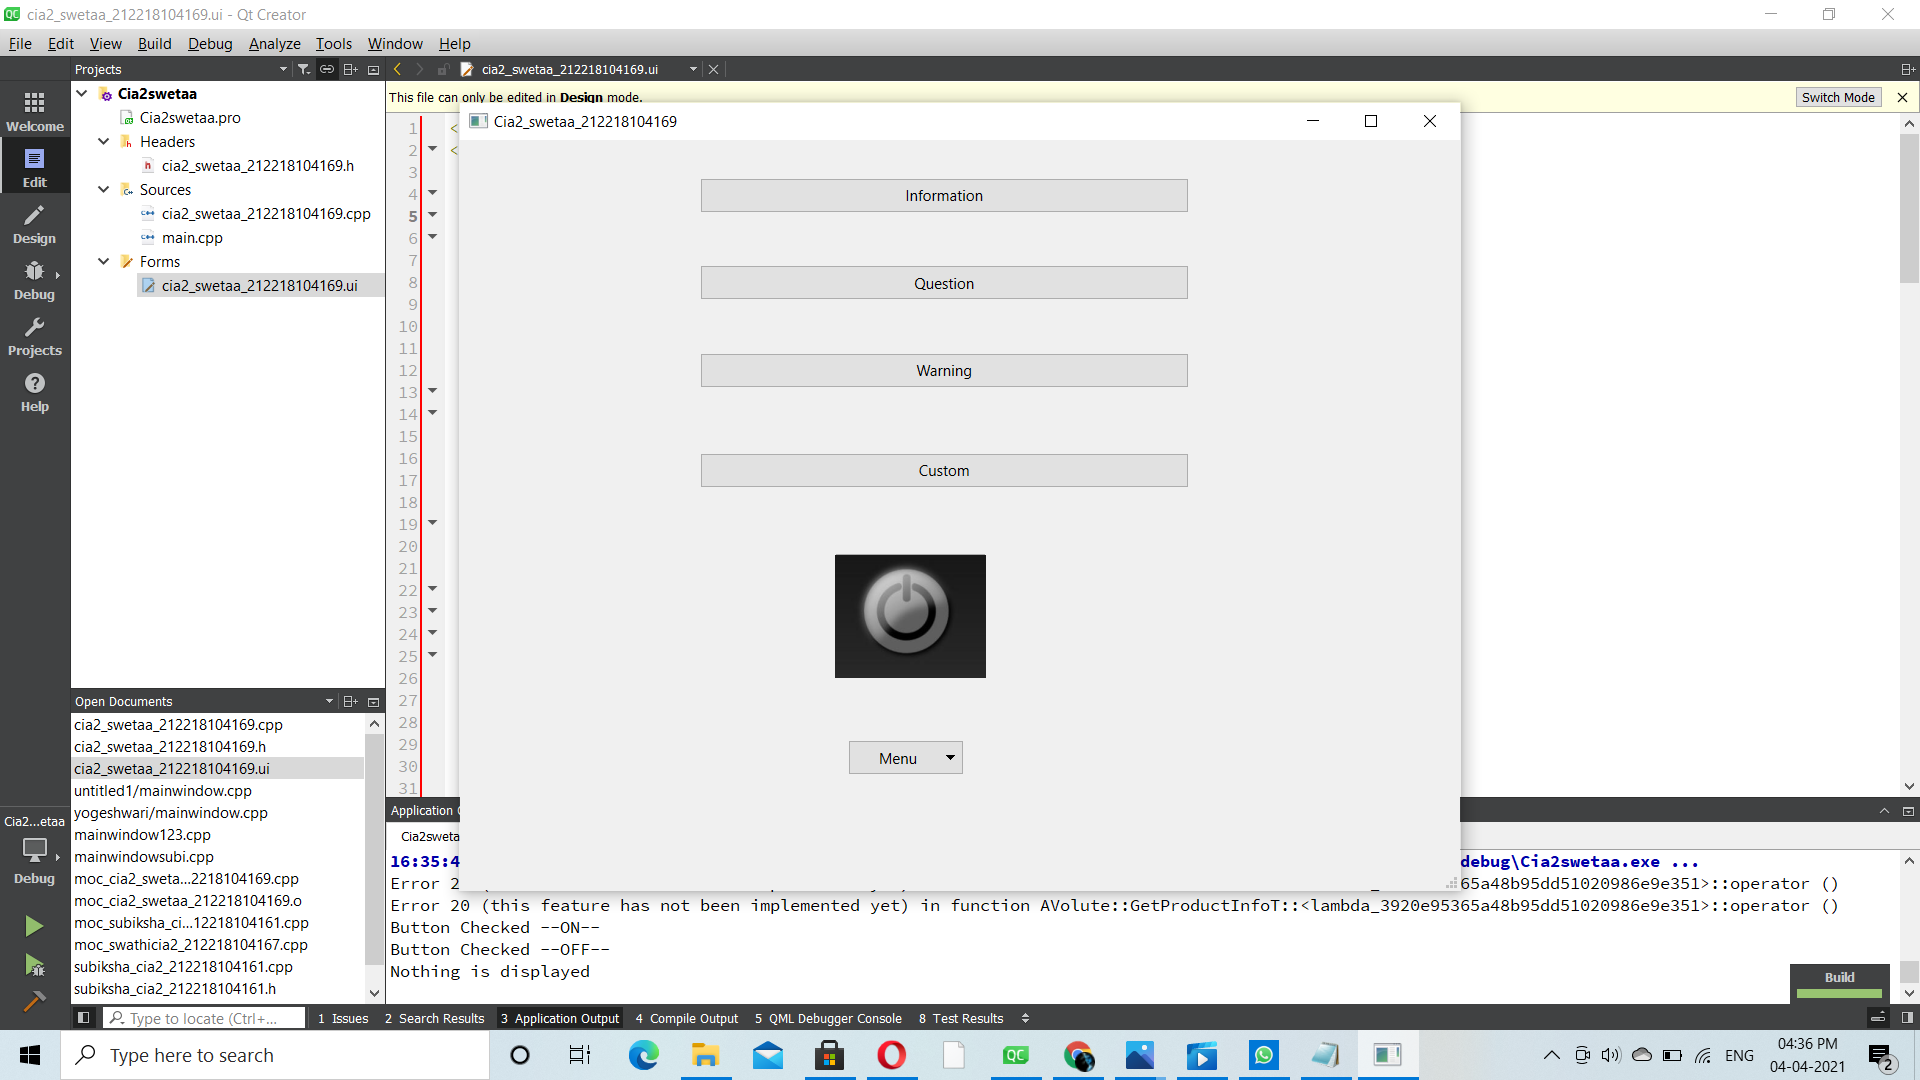 cia2_swetaa_212218104169.ui - Qt Creator
File Edit View Build Debug Analyze Tools Window Help
Projects
cia2_swetaa_212218104169.ui
Welcome
Edit
Design
Debug
Projects
Help
Cia2swetaa
Cia2swetaa.pro
Headers
cia2_swetaa_212218104169.h
Sources
cia2_swetaa_212218104169.cpp
main.cpp
Forms
cia2_swetaa_212218104169.ui
This file can only be edited in Design mode.
Switch Mode
1
2
3
4
5
6
7
8
9
10
11
12
13
14
15
16
17
18
19
20
21
22
23
24
25
26
27
28
29
30
31
<
<
Cia2_swetaa_212218104169
Information
Question
Warning
Custom
Menu
Open Documents
cia2_swetaa_212218104169.cpp
cia2_swetaa_212218104169.h
cia2_swetaa_212218104169.ui
untitled1/mainwindow.cpp
yogeshwari/mainwindow.cpp
mainwindow123.cpp
mainwindowsubi.cpp
moc_cia2_sweta...2218104169.cpp
moc_cia2_swetaa_212218104169.o
moc_subiksha_ci...12218104161.cpp
moc_swathicia2_212218104167.cpp
subiksha_cia2_212218104161.cpp
subiksha_cia2_212218104161.h
Cia2...etaa
Debug
Application
Cia2sweta
16:35:4 debug\Cia2swetaa.exe ...
Error 2 65a48b95dd51020986e9e351>::operator ()
Error 20 (this feature has not been implemented yet) in function AVolute::GetProductInfoT::<lambda_3920e95365a48b95dd51020986e9e351>::operator ()
Button Checked --ON--
Button Checked --OFF--
Nothing is displayed
Build
Type to locate (Ctrl+...
1 Issues 2 Search Results 3 Application Output 4 Compile Output 5 QML Debugger Console 8 Test Results
Type here to search
QC
ENG
04:36 PM
04-04-2021
2